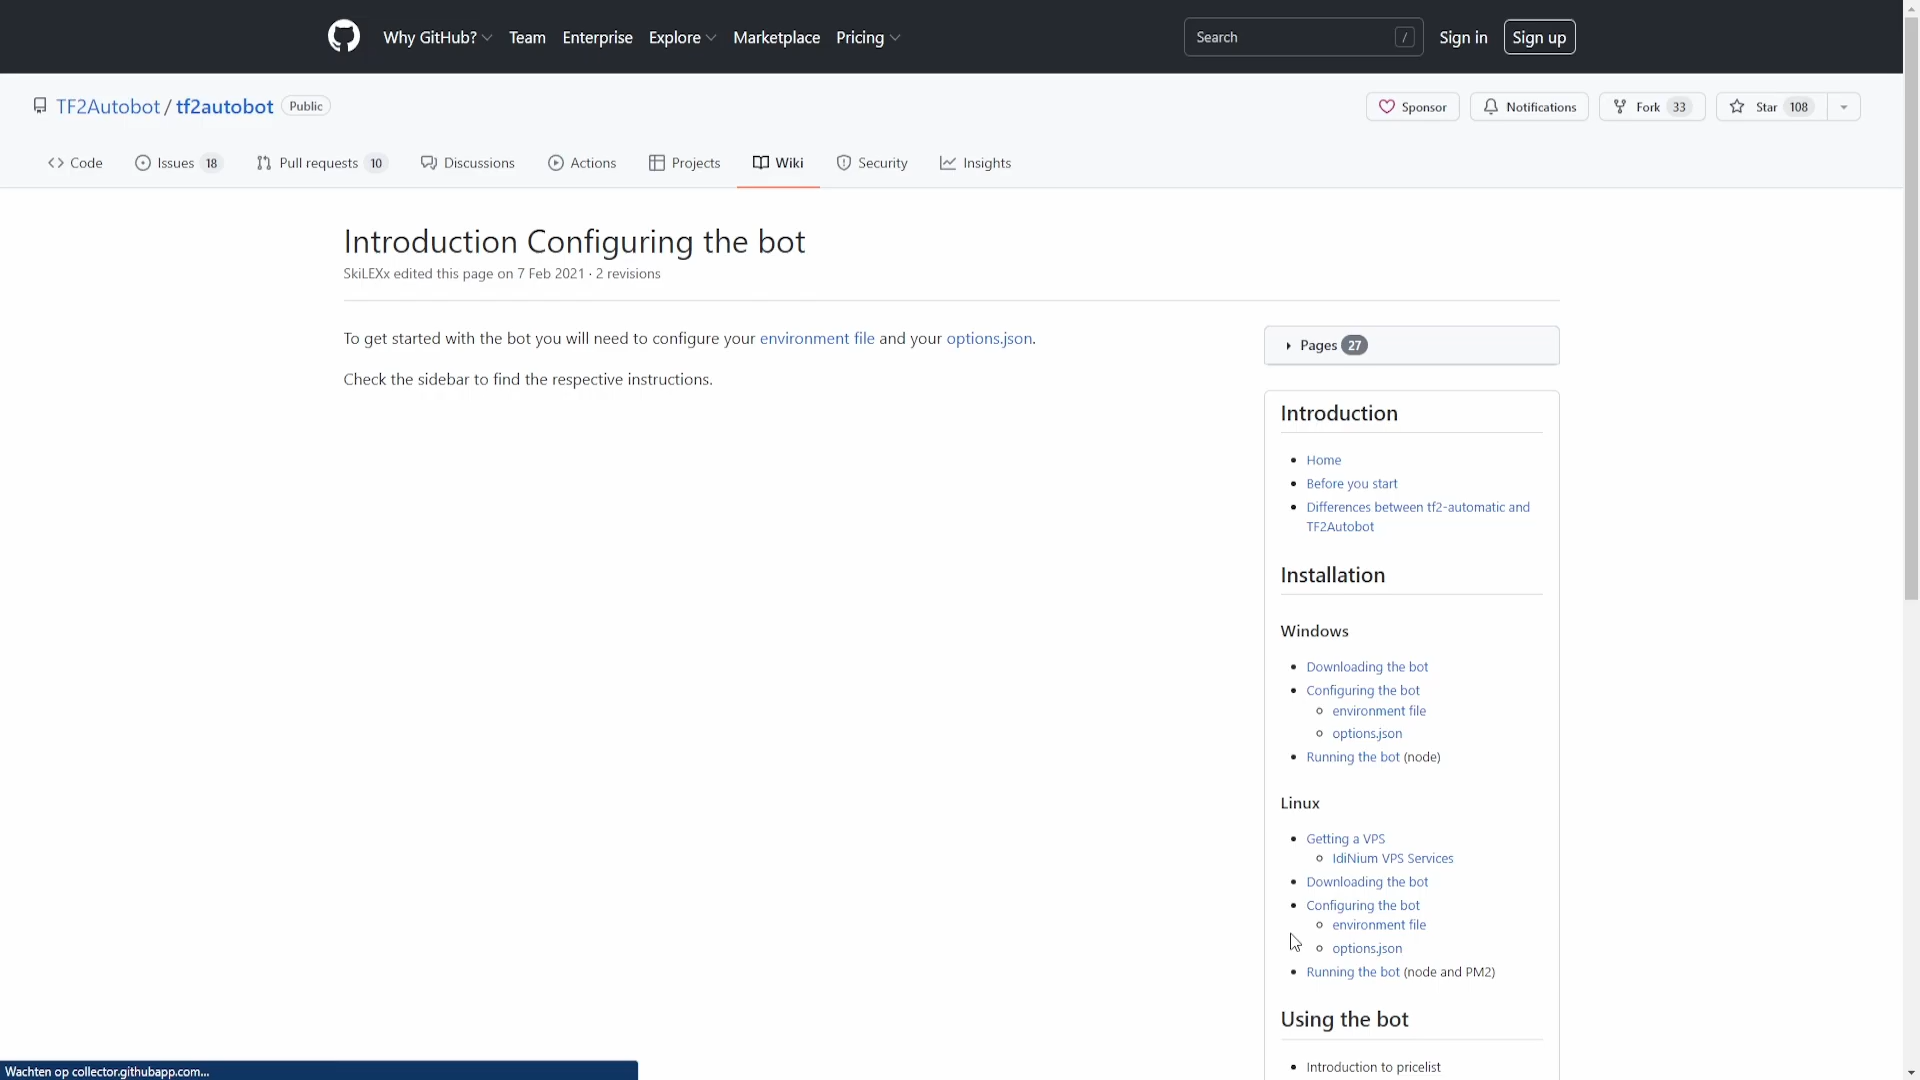 Why GitHub? Team Enterprise Explore Marketplace Pricing Search / Sign in Sign up
TF2Autobot / tf2autobot Public Sponsor Notifications Fork 33 Star 108
Code Issues 18 Pull requests 10 Discussions Actions Projects Wiki Security Insights
Introduction Configuring the bot
SkiLEXx edited this page on 7 Feb 2021 · 2 revisions
To get started with the bot you will need to configure your environment file and your options.json.
Check the sidebar to find the respective instructions.
Pages 27
Introduction
Home
Before you start
Differences between tf2-automatic and
TF2Autobot
Installation
Windows
Downloading the bot
Configuring the bot
environment file
options.json
Running the bot (node)
Linux
Getting a VPS
IdiNium VPS Services
Downloading the bot
Configuring the bot
environment file
options.json
Running the bot (node and PM2)
Using the bot
Introduction to pricelist
Wachten op collector.githubapp.com...